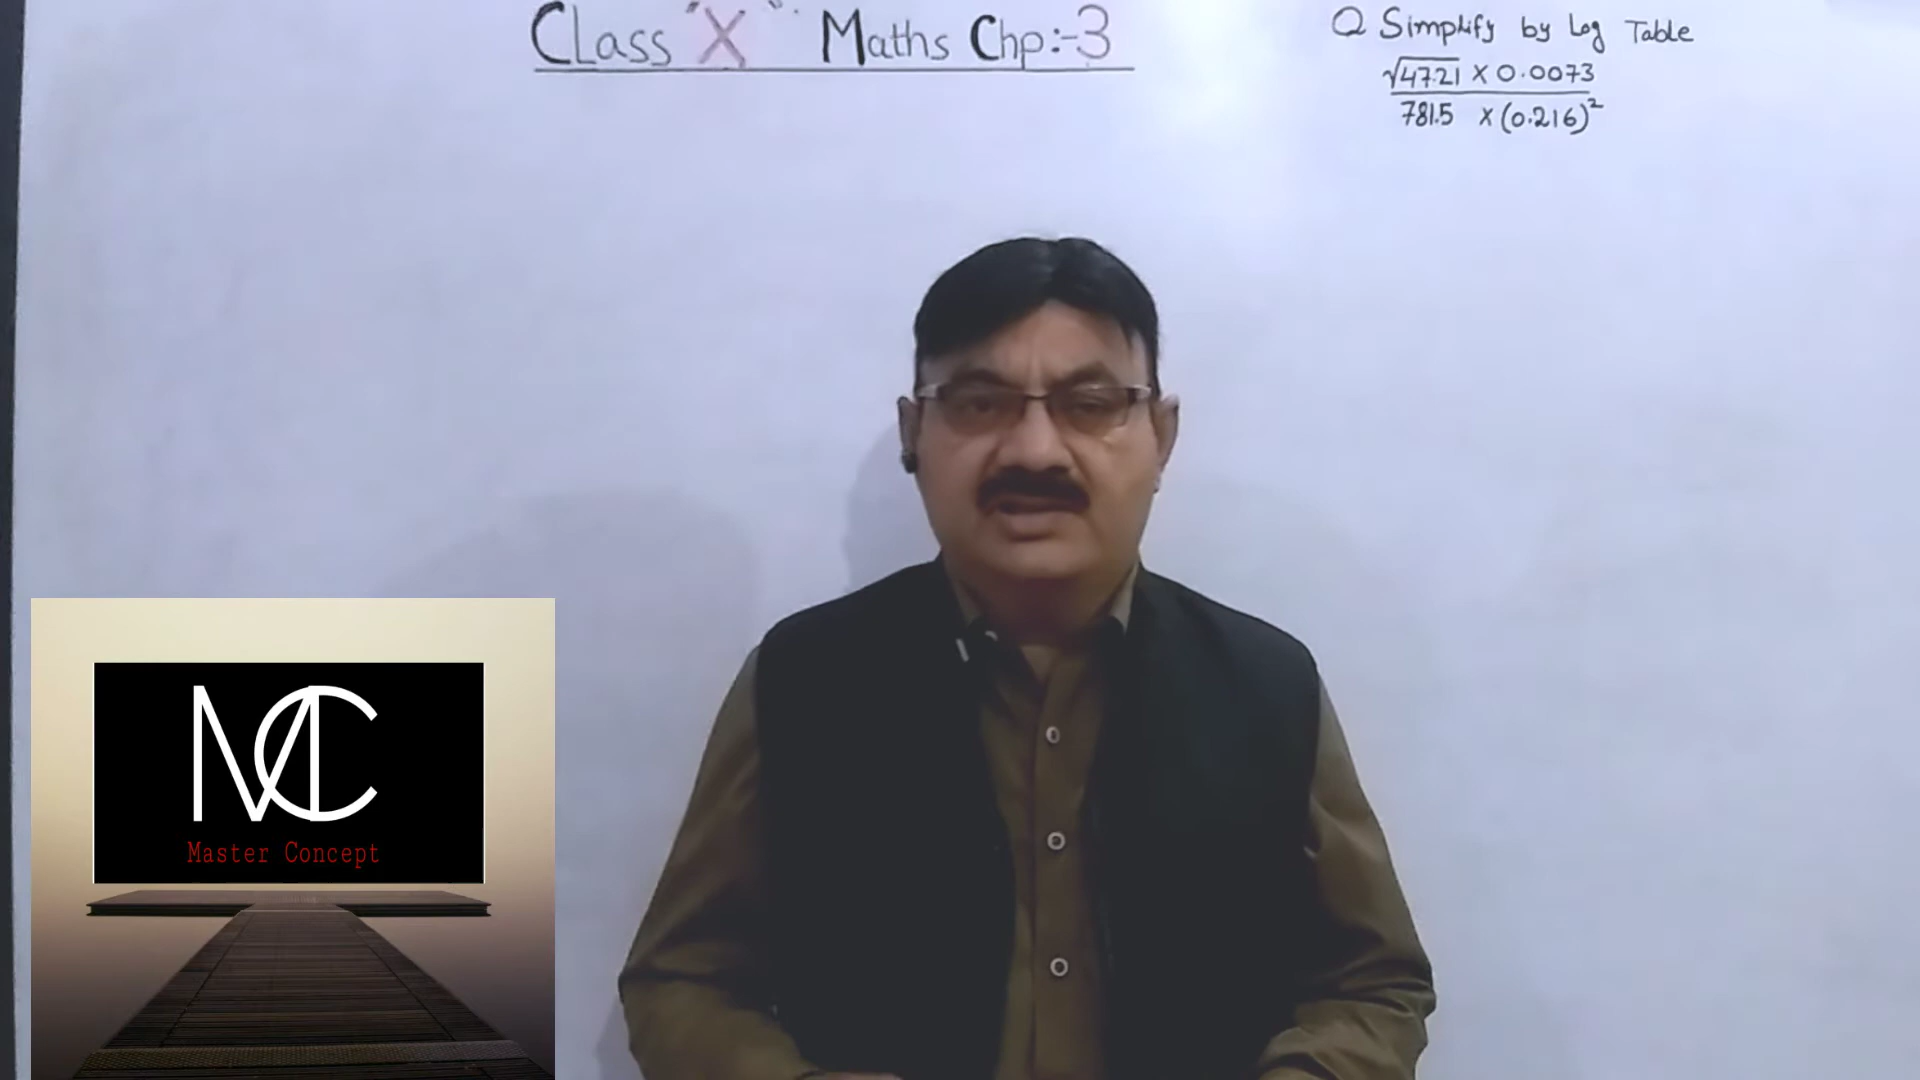 Class "X" Maths Chp:-3
Q Simplify by Log Table
√47.21 X 0.0073
781.5 X (0.216)²
MC
Master Concept